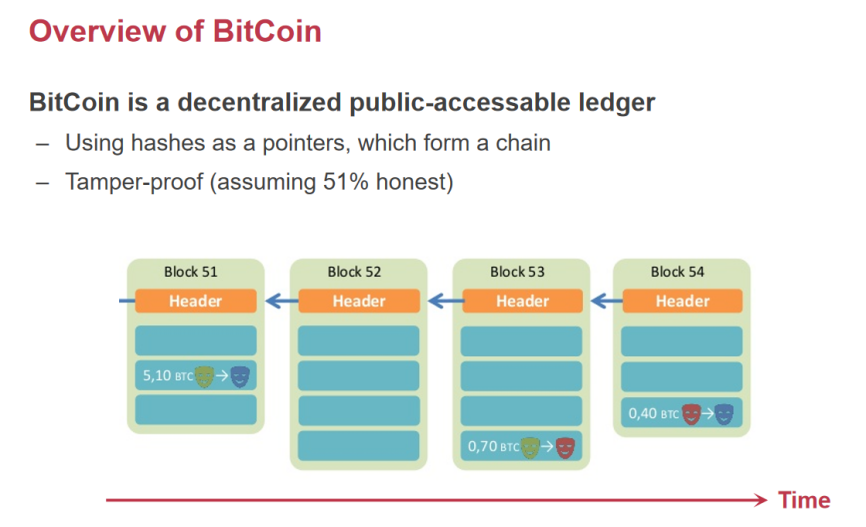 Overview of BitCoin
BitCoin is a decentralized public-accessable ledger
– Using hashes as a pointers, which form a chain
– Tamper-proof (assuming 51% honest)
Block 51
Header
5,10 BTC
Block 52
Header
Block 53
Header
0,70 BTC
Block 54
Header
0,40 BTC
Time